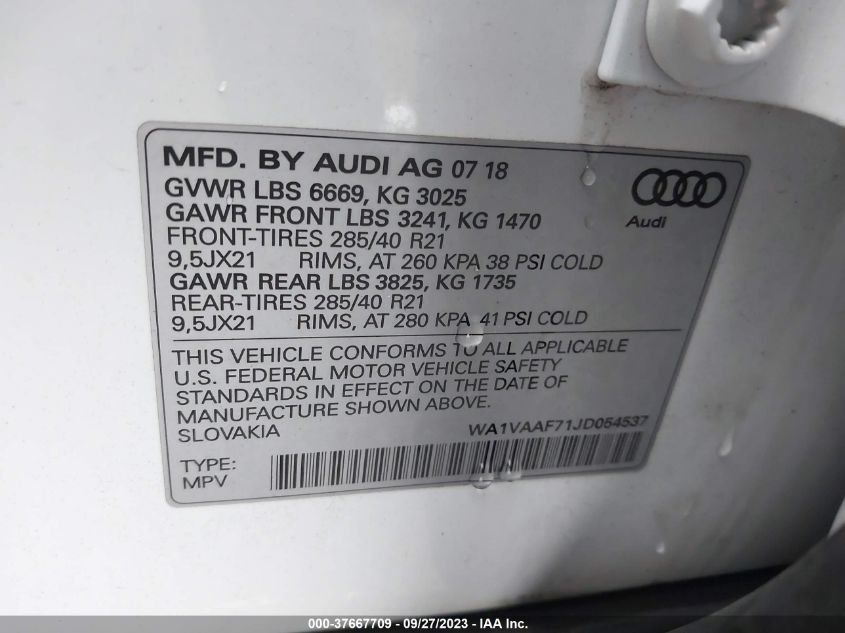 MFD. BY AUDI AG 07 18
GVWR LBS 6669, KG 3025
GAWR FRONT LBS 3241, KG 1470
FRONT-TIRES 285/40 R21
9,5JX21 RIMS, AT 260 KPA 38 PSI COLD
GAWR REAR LBS 3825, KG 1735
REAR-TIRES 285/40 R21
9,5JX21 RIMS, AT 280 KPA 41 PSI COLD
Audi
THIS VEHICLE CONFORMS TO ALL APPLICABLE
U.S. FEDERAL MOTOR VEHICLE SAFETY
STANDARDS IN EFFECT ON THE DATE OF
MANUFACTURE SHOWN ABOVE.
SLOVAKIA WA1VAAF71JD054537
TYPE:
MPV
000-37667709 - 09/27/2023 - IAA Inc.